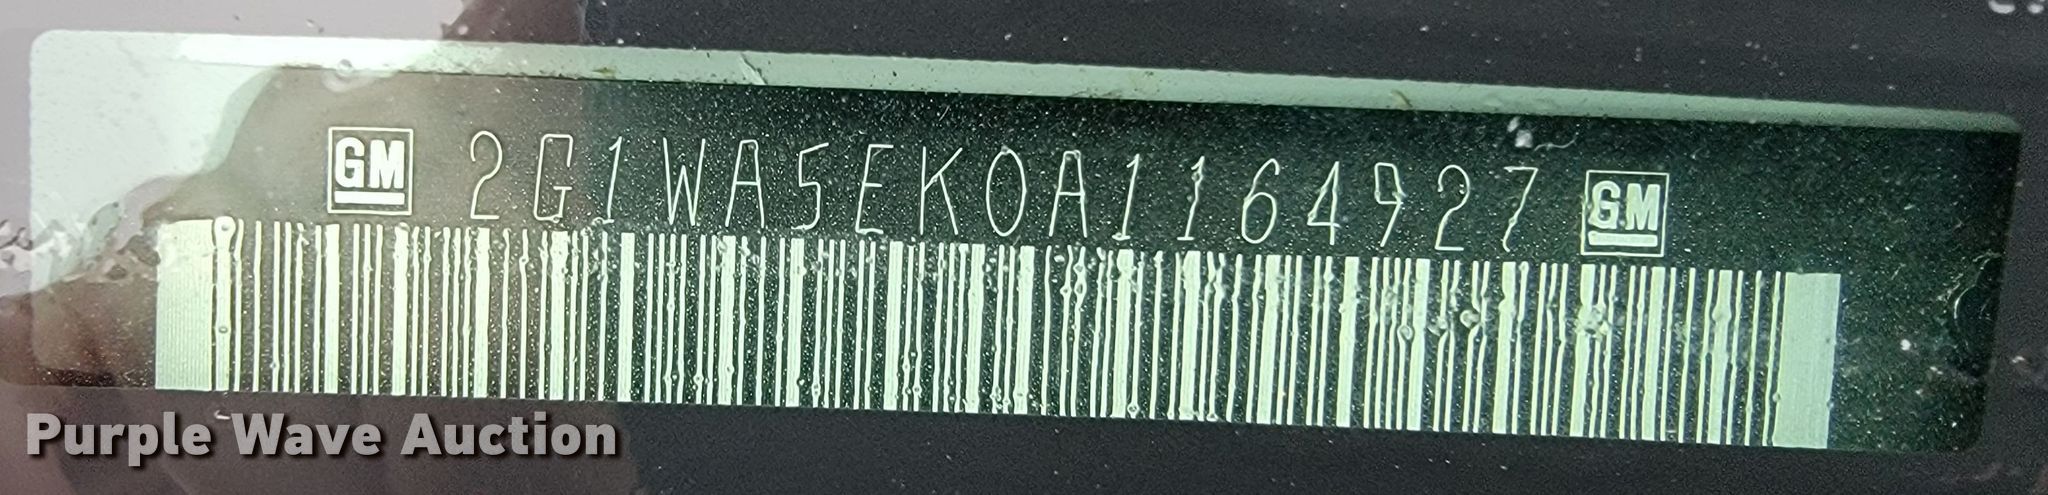 GM 2G1WA5EK0A1164927 GM
Purple Wave Auction